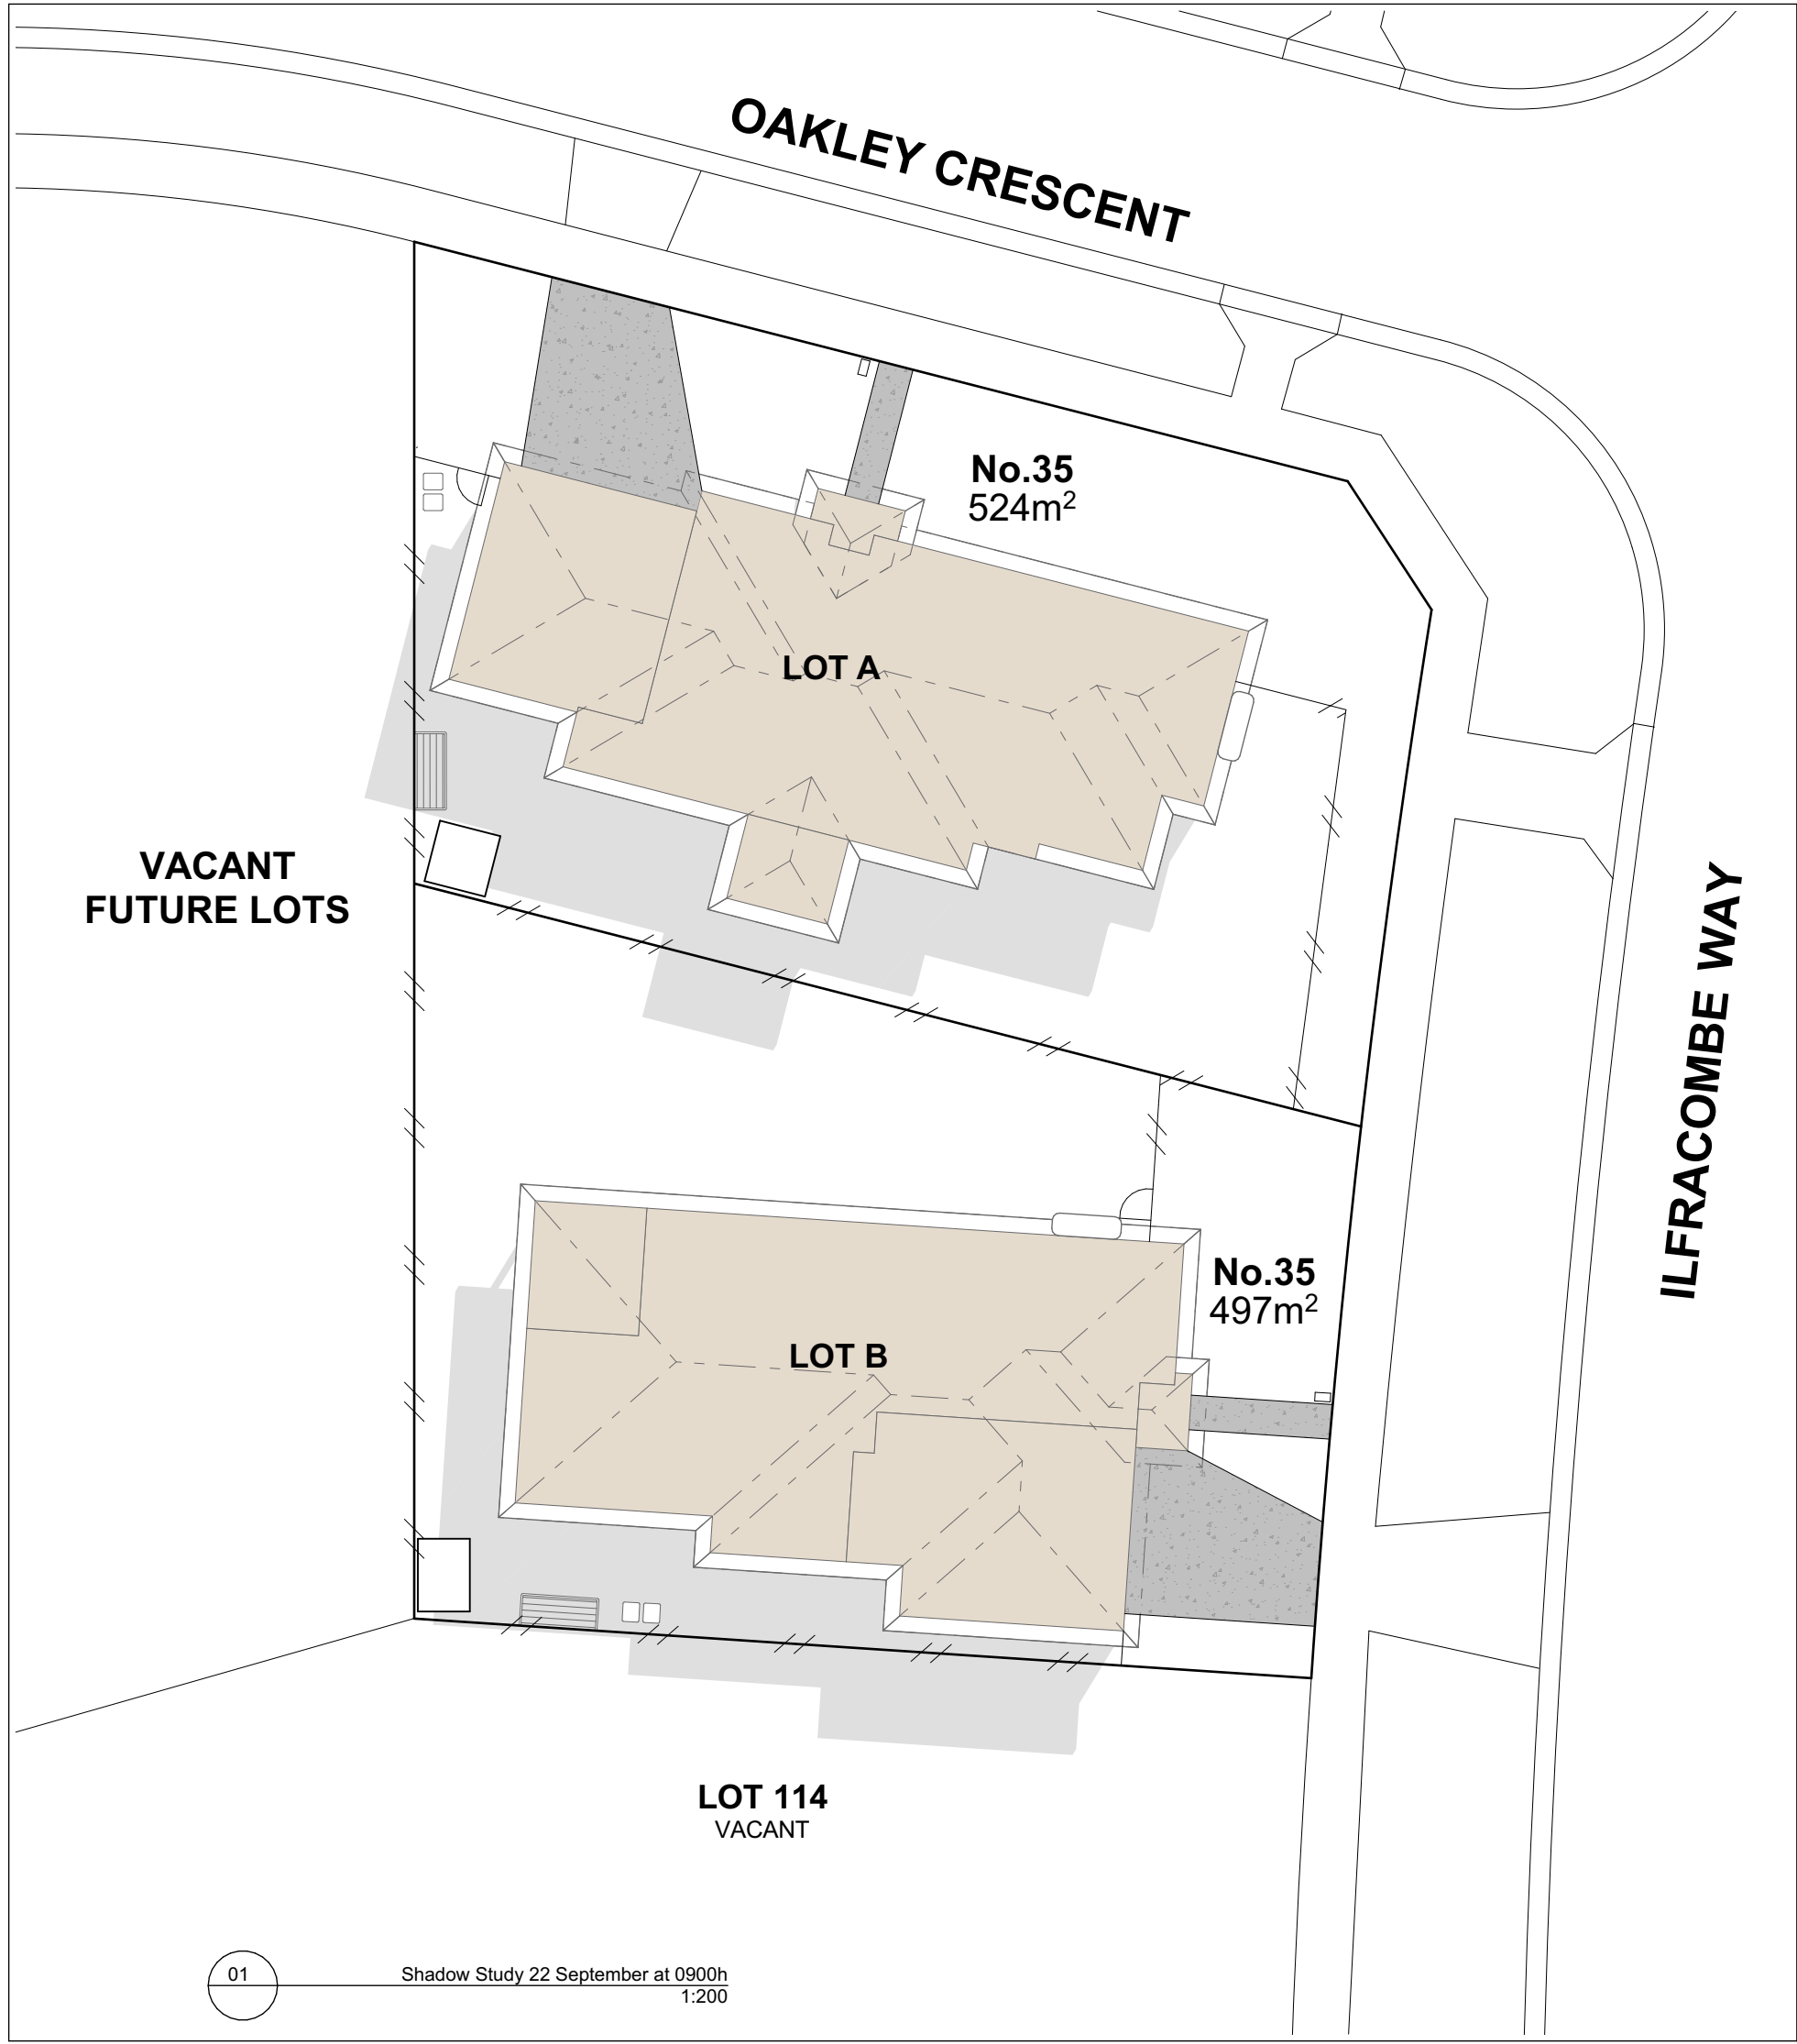 OAKLEY CRESCENT
No.35
524m²
LOT A
VACANT
FUTURE LOTS
ILFRACOMBE WAY
No.35
497m²
LOT B
LOT 114
VACANT
01
Shadow Study 22 September at 0900h
1:200